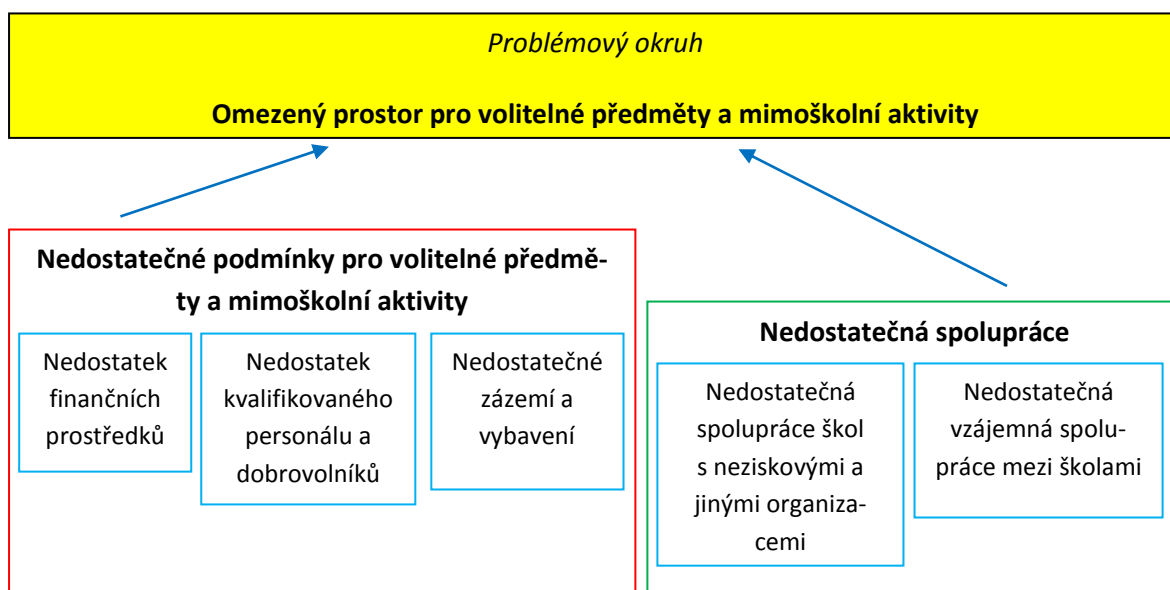 Problémový okruh
Omezený prostor pro volitelné předměty a mimoškolní aktivity
Nedostatečné podmínky pro volitelné předmě-
ty a mimoškolní aktivity
Nedostatek
finančních
prostředků
Nedostatek
kvalifikovaného
personálu a
dobrovolníků
Nedostatečné
zázemí a
vybavení
Nedostatečná spolupráce
Nedostatečná
spolupráce škol
s neziskovými a
jinými organiza-
cemi
Nedostatečná
vzájemná spolu-
práce mezi školami